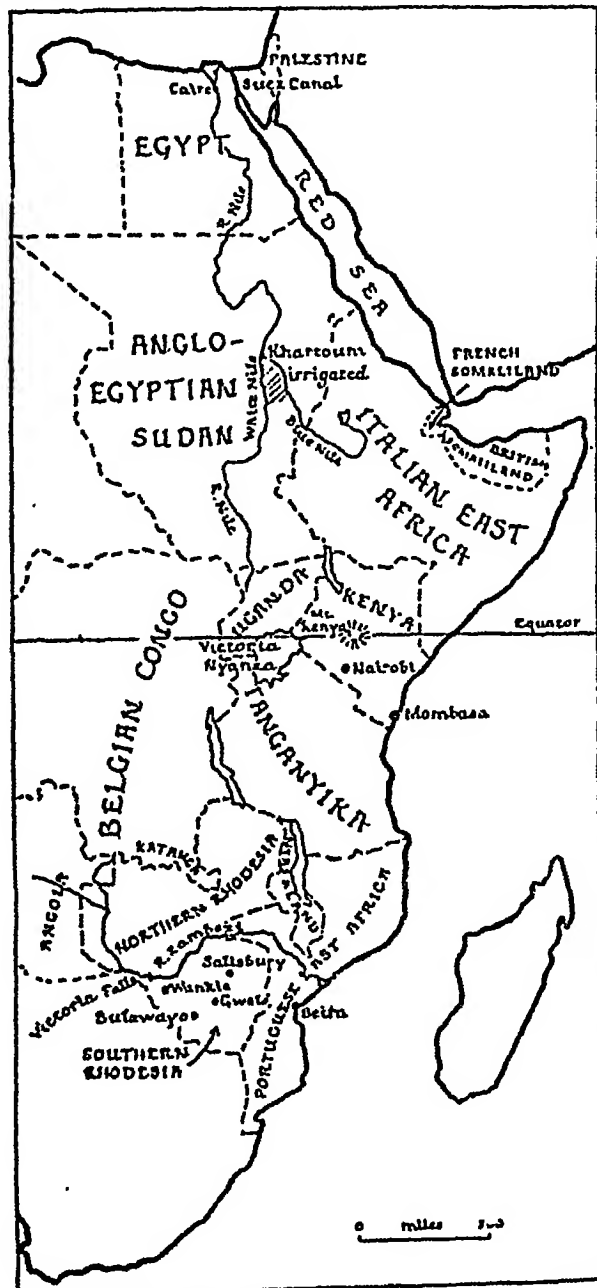 PALESTINE
Cairo
Suez Canal
EGYPT
R. Nile
RED SEA
ANGLO-
EGYPTIAN
SUDAN
Khartoum
irrigated
White Nile
Blue Nile
R. Nile
FRENCH
SOMALILAND
BRITISH
SOMALILAND
ITALIAN EAST
AFRICA
UGANDA
KENYA
Mt.
Kenya
Equator
Victoria
Nyanza
Nairobi
Mombasa
BELGIAN CONGO
TANGANYIKA
KATANGA
ANGOLA
NORTHERN RHODESIA
R. Zambezi
Victoria Falls
Salisbury
Gwelo
Bulawayo
SOUTHERN
RHODESIA
Beira
PORTUGUESE EAST AFRICA
0 miles 500